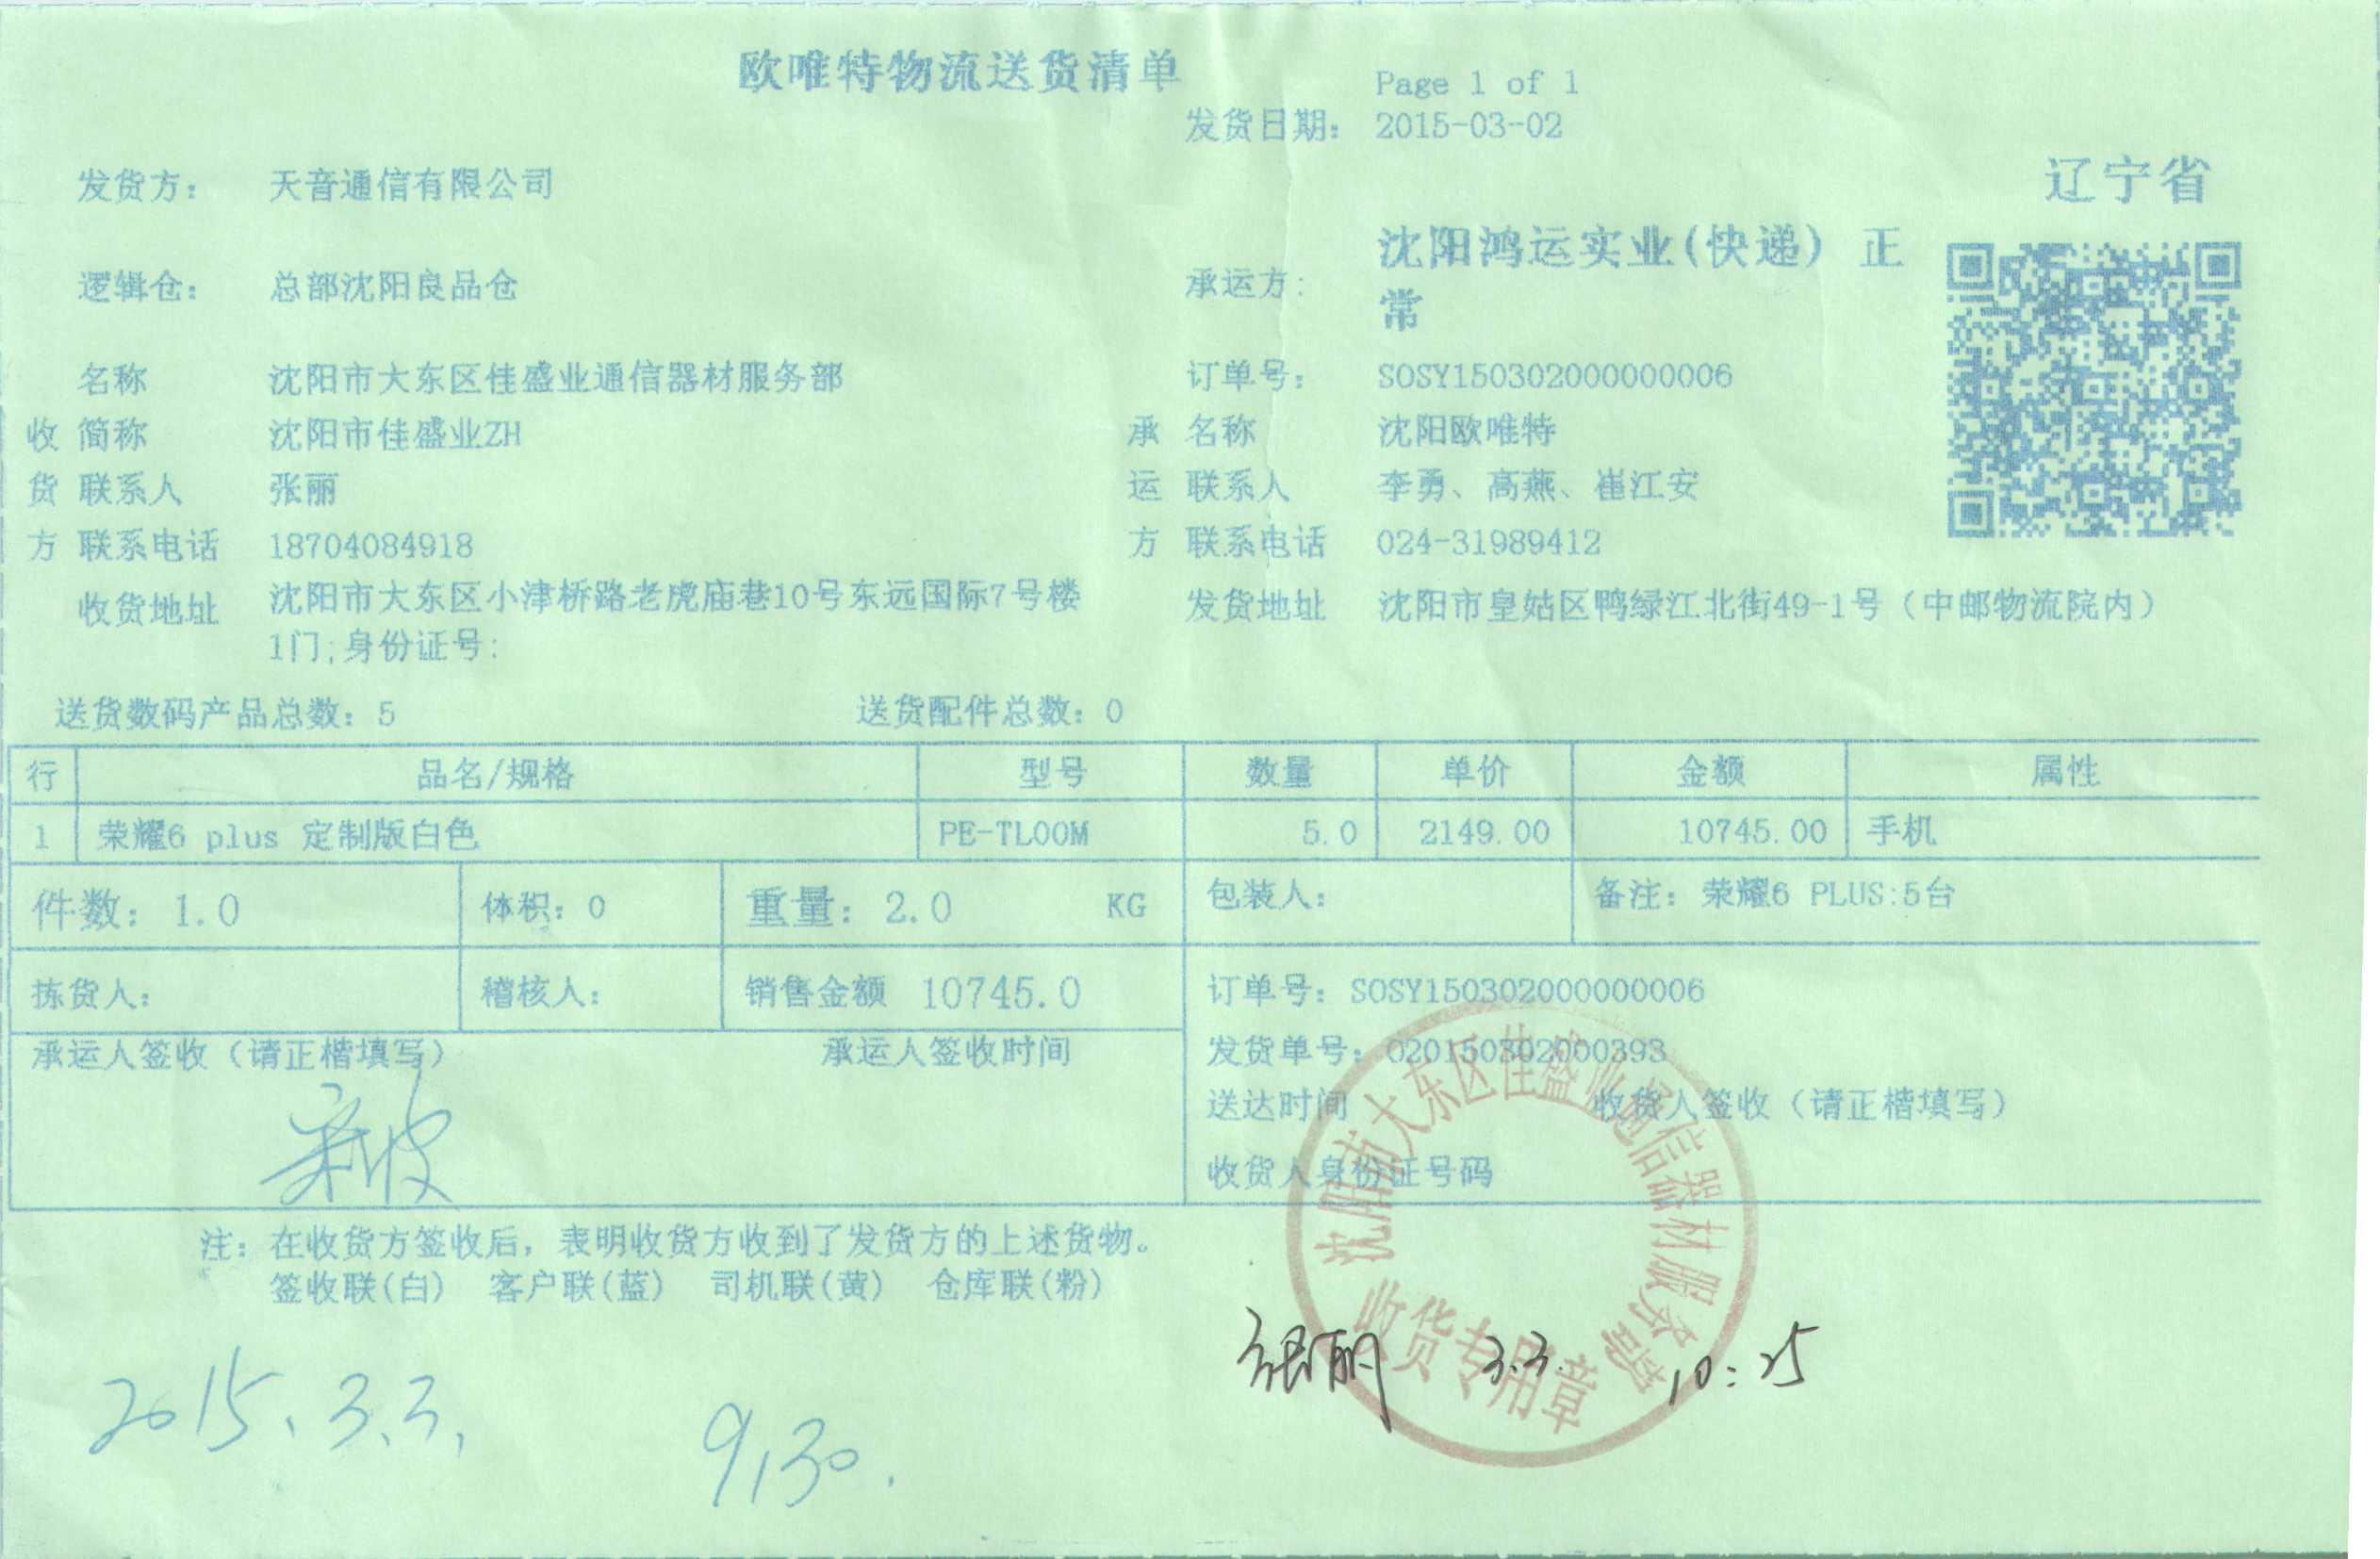 欧唯特物流送货清单
Page 1 of 1
发货日期: 2015-03-02
发货方: 天音通信有限公司
辽宁省
逻辑仓: 总部沈阳良品仓
承运方: 沈阳鸿运实业(快递) 正
常
名称 沈阳市大东区佳盛业通信器材服务部
订单号: SOSY150302000000006
收 简称 沈阳市佳盛业ZH
承 名称 沈阳欧唯特
货 联系人 张丽
运 联系人 李勇、高燕、崔江安
方 联系电话 18704084918
方 联系电话 024-31989412
收货地址 沈阳市大东区小津桥路老虎庙巷10号东远国际7号楼
1门;身份证号:
发货地址 沈阳市皇姑区鸭绿江北街49-1号（中邮物流院内）
送货数码产品总数: 5 送货配件总数: 0
行 品名/规格 型号 数量 单价 金额 属性
1 荣耀6 plus 定制版白色 PE-TL00M 5.0 2149.00 10745.00 手机
件数: 1.0 体积: 0 重量: 2.0 KG 包装人: 备注: 荣耀6 PLUS:5台
拣货人: 稽核人: 销售金额 10745.0
订单号: SOSY150302000000006
承运人签收（请正楷填写） 承运人签收时间
发货单号: 020150302000393
送达时间 收货人签收（请正楷填写）
收货人身份证号码
沈阳市大东区佳盛业通信器材服务部
收货专用章
注: 在收货方签收后, 表明收货方收到了发货方的上述货物。
签收联(白) 客户联(蓝) 司机联(黄) 仓库联(粉)
张丽 3.3. 10:25
2015.3.3.
9,30.